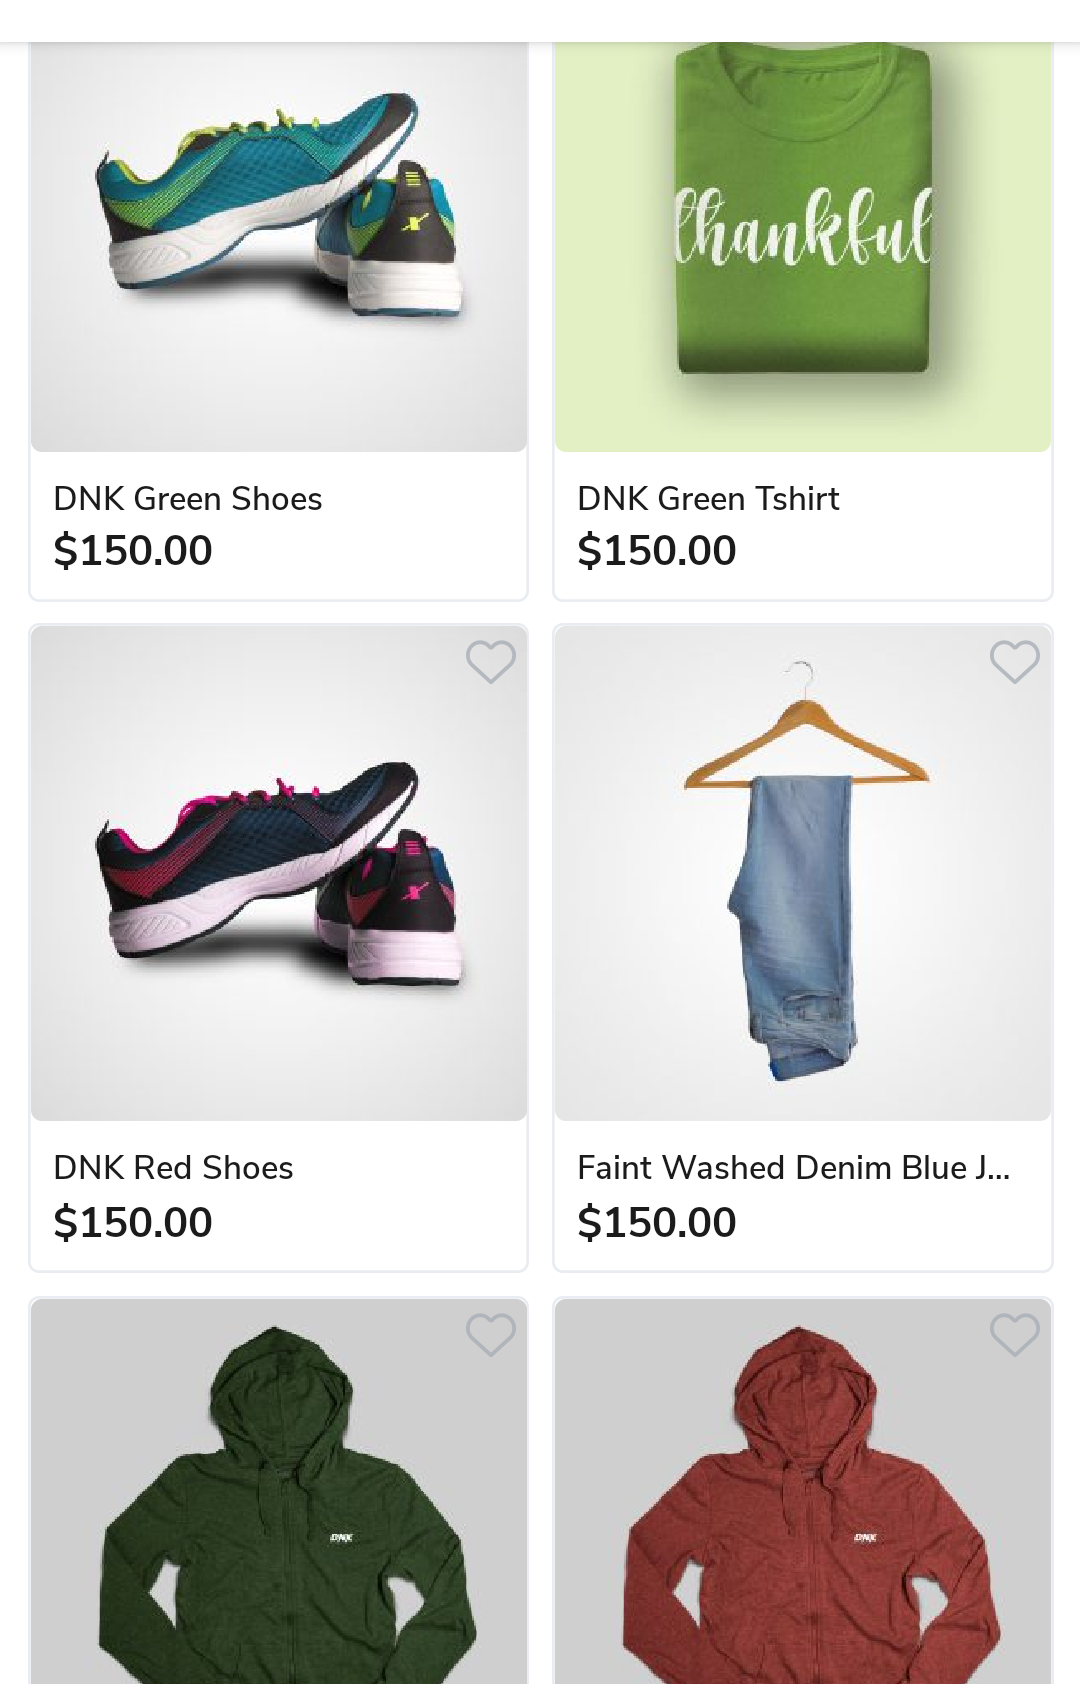 thankful
DNK Green Shoes
$150.00
DNK Green Tshirt
$150.00
DNK Red Shoes
$150.00
Faint Washed Denim Blue J...
$150.00
DNK
DNK